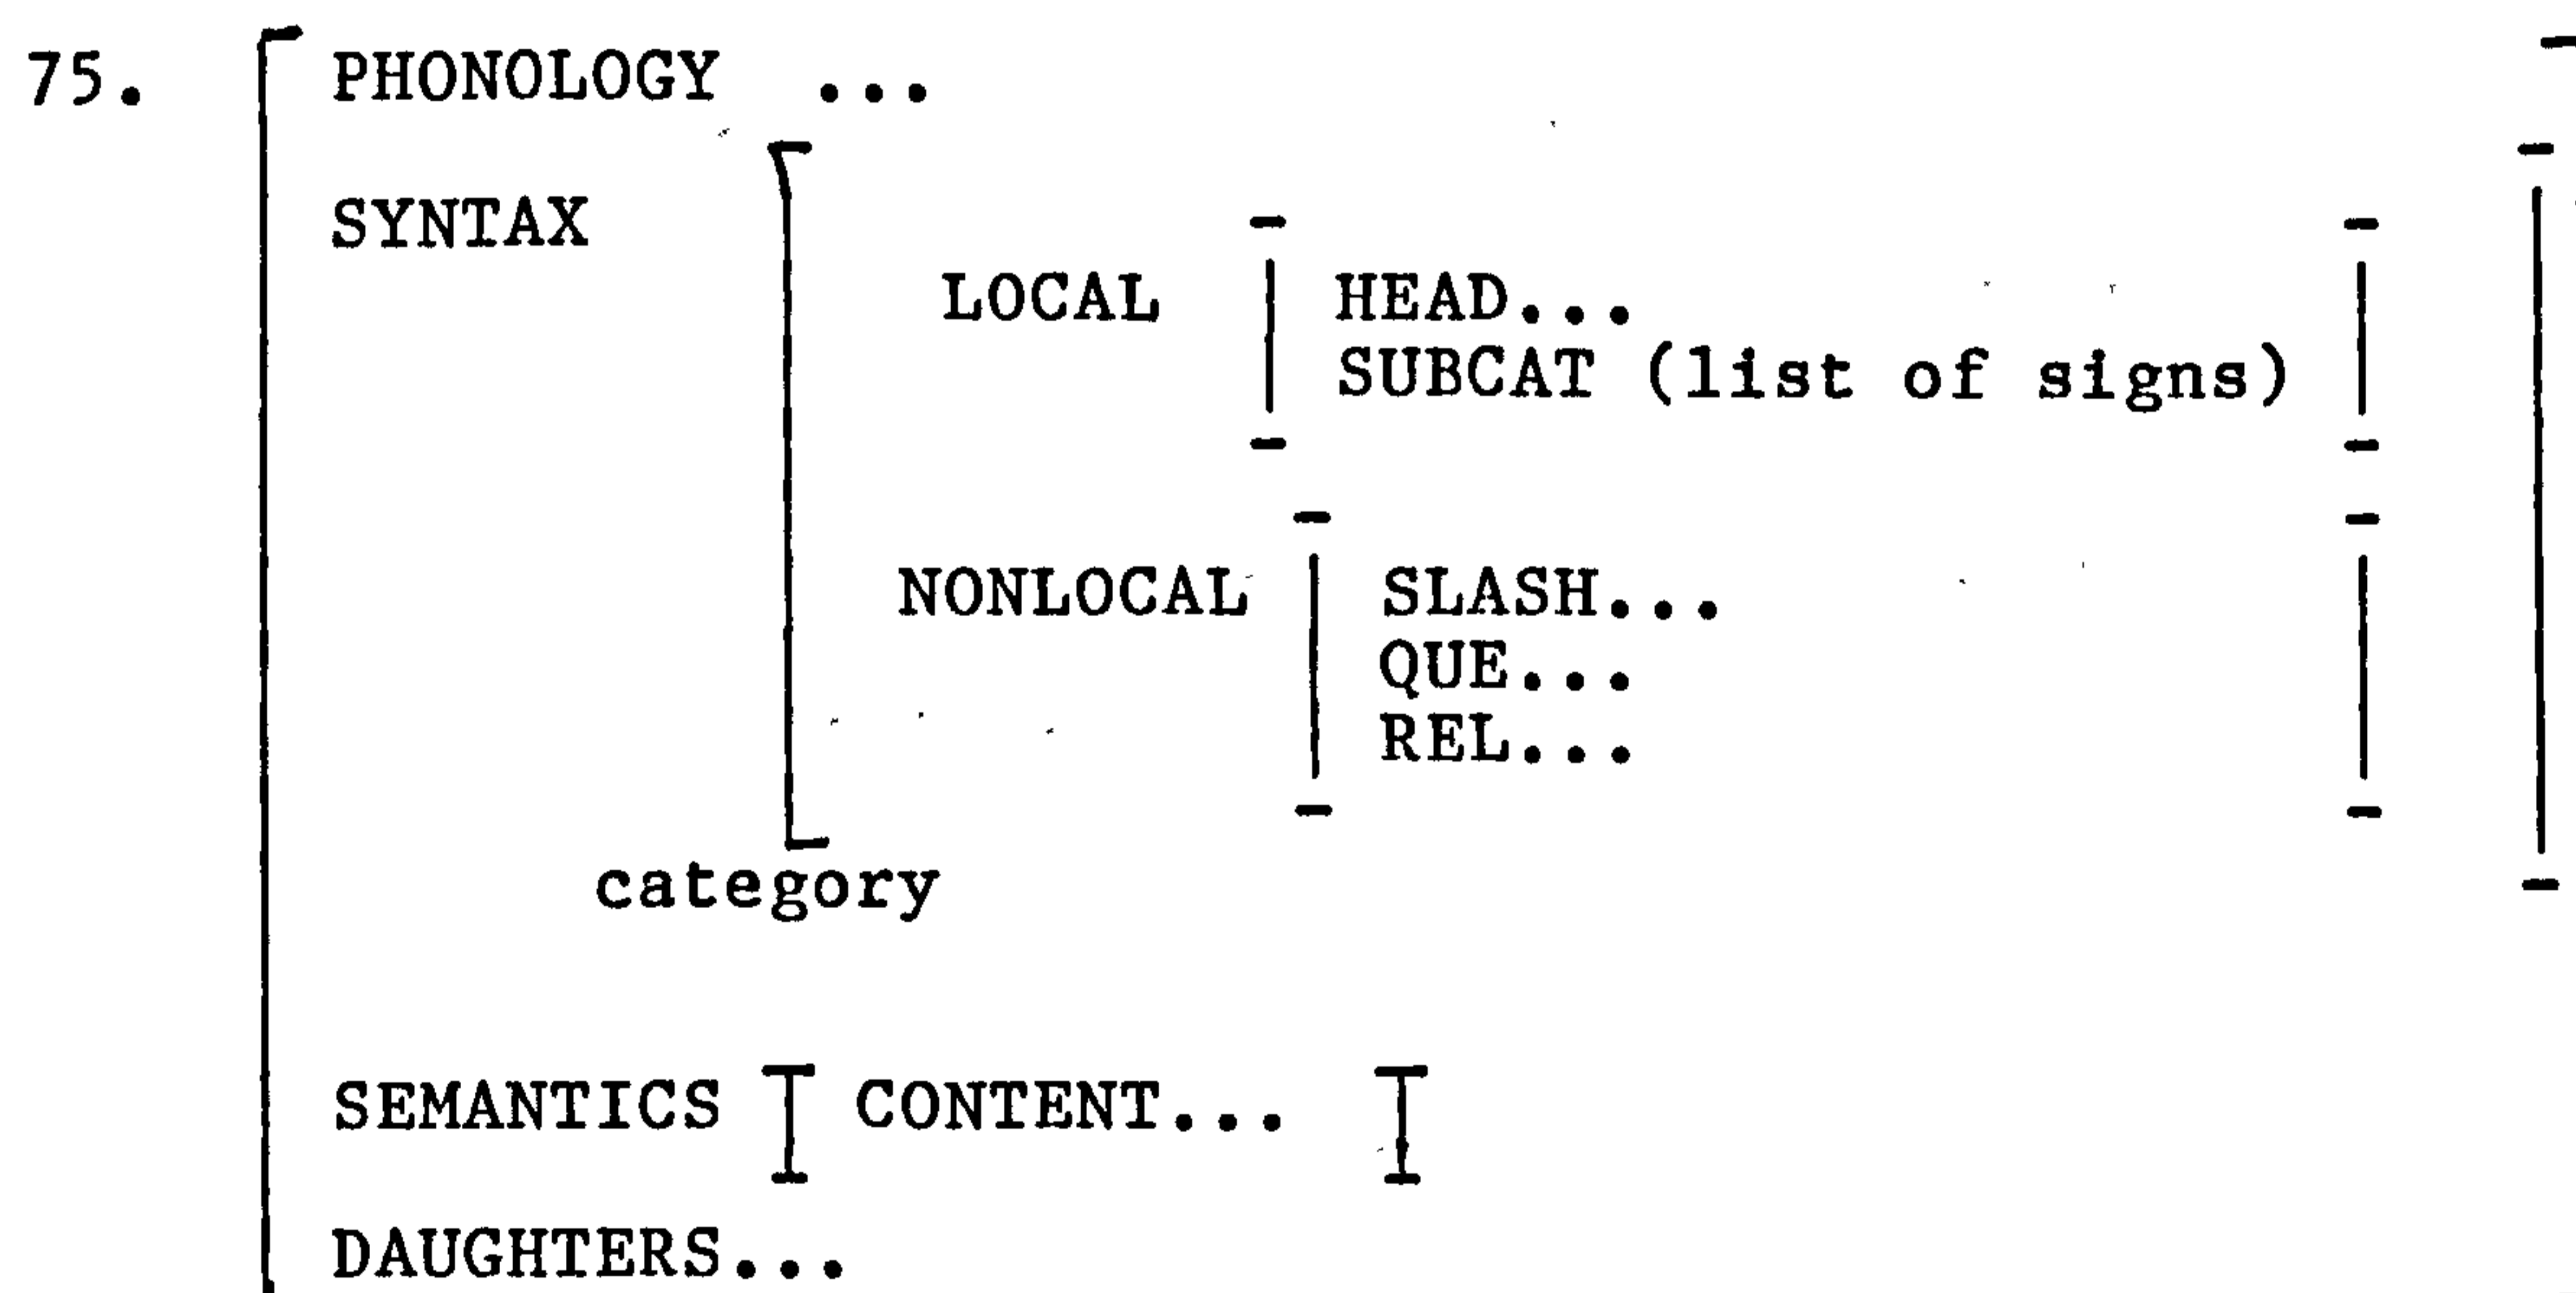 75. PHONOLOGY ...
SYNTAX
LOCAL HEAD...
SUBCAT (list of signs)
NONLOCAL SLASH...
QUE...
REL...
category
SEMANTICS CONTENT...
DAUGHTERS...